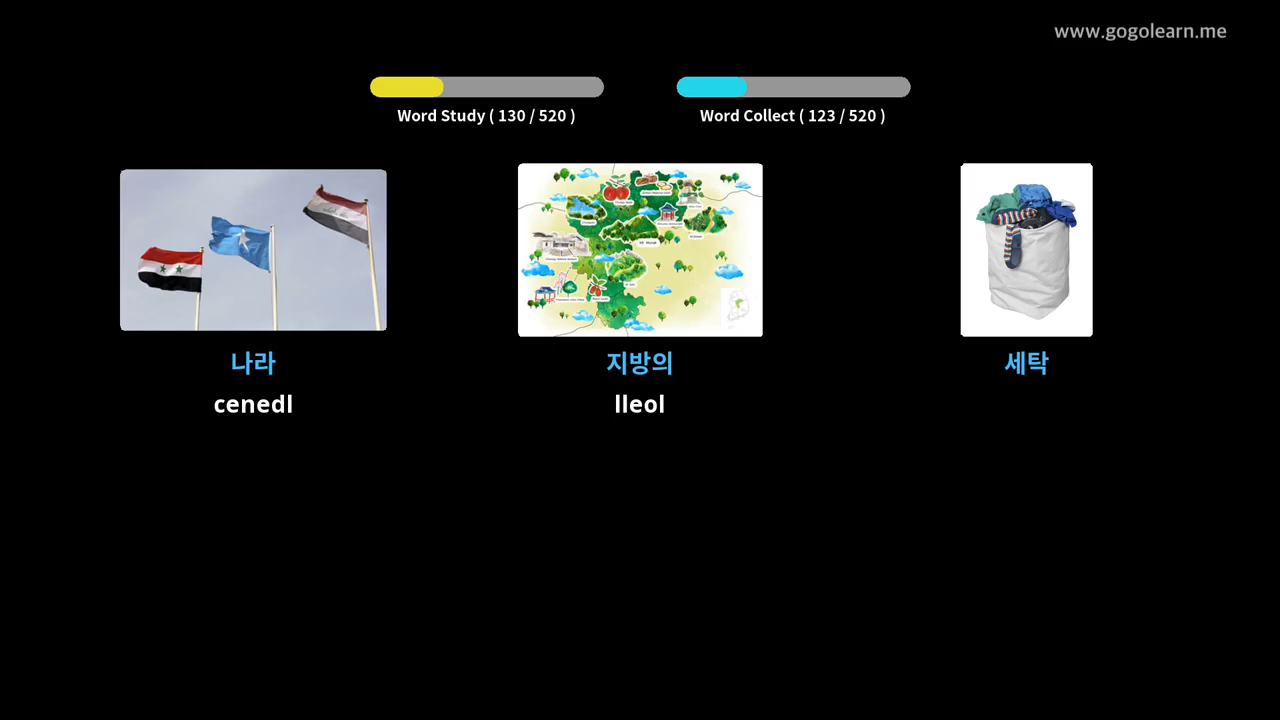 www.gogolearn.me
Word Study ( 130 / 520 )
Word Collect ( 123 / 520 )
나라
지방의
세탁
cenedl
lleol